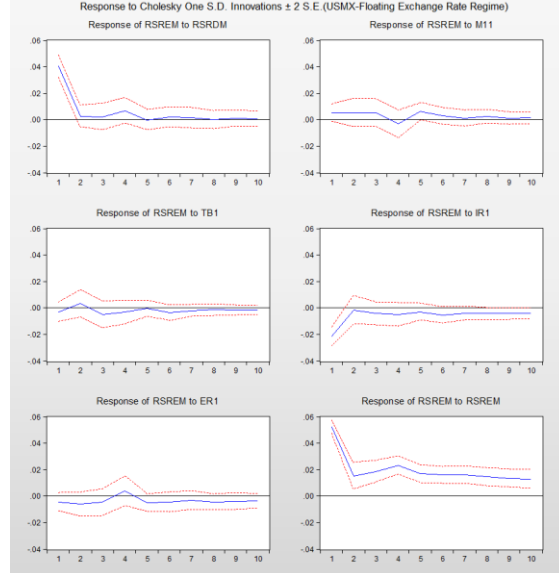 Response to Cholesky One S.D. Innovations ± 2 S.E.(USMX-Floating Exchange Rate Regime)
Response of RSREM to RSRDM
.06
.04
.02
.00
-.02
-.04
1 2 3 4 5 6 7 8 9 10
Response of RSREM to M11
.06
.04
.02
.00
-.02
-.04
1 2 3 4 5 6 7 8 9 10
Response of RSREM to TB1
.06
.04
.02
.00
-.02
-.04
1 2 3 4 5 6 7 8 9 10
Response of RSREM to IR1
.06
.04
.02
.00
-.02
-.04
1 2 3 4 5 6 7 8 9 10
Response of RSREM to ER1
.06
.04
.02
.00
-.02
-.04
1 2 3 4 5 6 7 8 9 10
Response of RSREM to RSREM
.06
.04
.02
.00
-.02
-.04
1 2 3 4 5 6 7 8 9 10